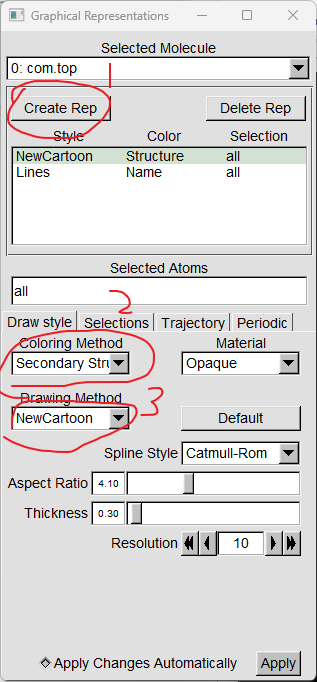 Graphical Representations
Selected Molecule
0: com.top
1
Create Rep Delete Rep
Style Color Selection
NewCartoon Structure all
Lines Name all
Selected Atoms
all
2
Draw style Selections Trajectory Periodic
Coloring Method Material
Secondary Stru Opaque
Drawing Method 3
NewCartoon Default
Spline Style Catmull-Rom
Aspect Ratio 4.10
Thickness 0.30
Resolution 10
Apply Changes Automatically Apply